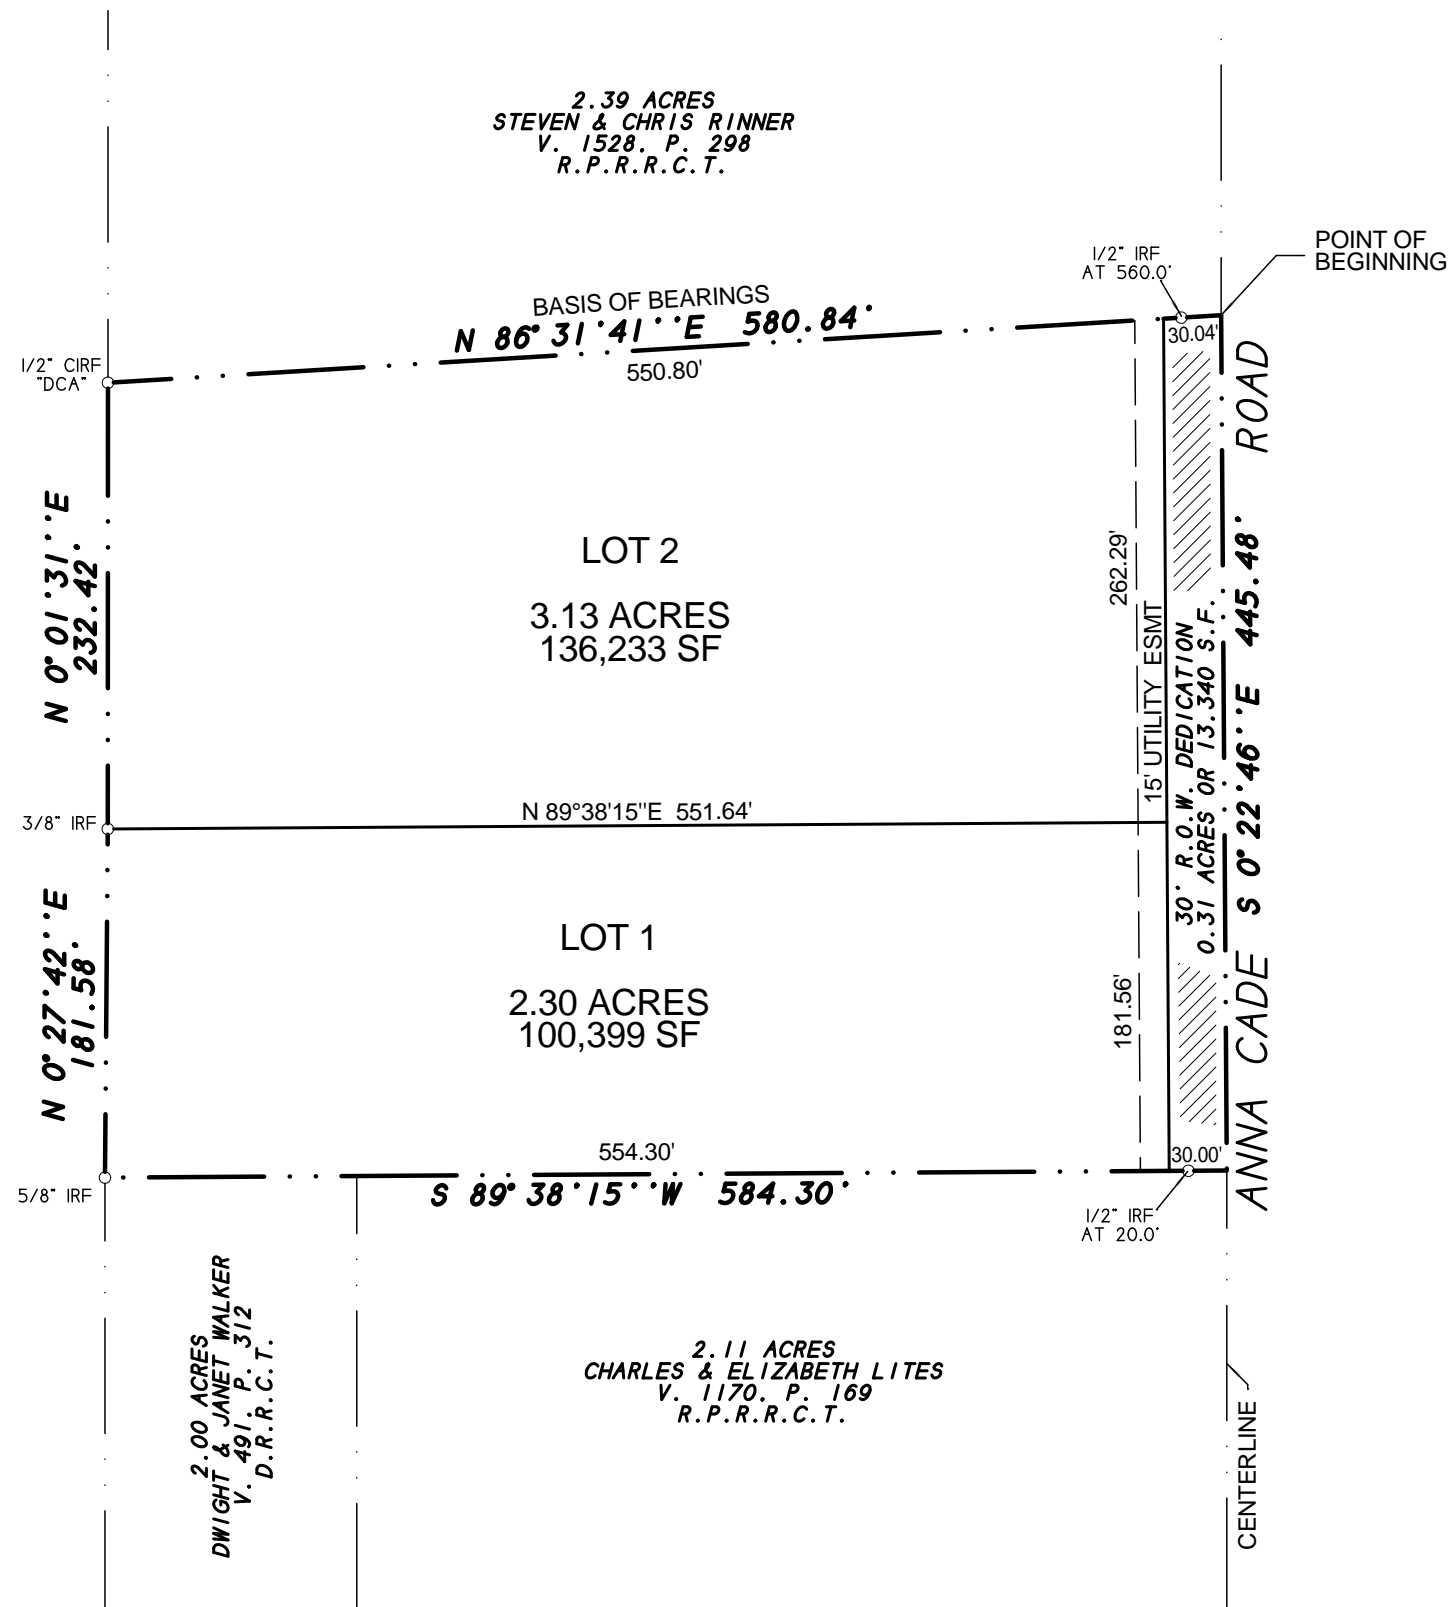 2.39 ACRES
STEVEN & CHRIS RINNER
V. 1528, P. 298
R.P.R.R.C.T.
POINT OF
BEGINNING
1/2" IRF
AT 560.0'
BASIS OF BEARINGS
N 86°31'41''E 580.84'
550.80'
30.04'
1/2" CIRF
"DCA"
N 0°01'31''E
232.42'
LOT 2
3.13 ACRES
136,233 SF
262.29'
15' UTILITY ESMT
30' R.O.W. DEDICATION
0.31 ACRES OR 13,340 S.F.
S 0°22'46''E 445.48'
ANNA CADE ROAD
3/8" IRF
N 89°38'15"E 551.64'
N 0°27'42''E
181.58'
LOT 1
2.30 ACRES
100,399 SF
181.56'
554.30'
30.00'
5/8" IRF
S 89°38'15''W 584.30'
1/2" IRF
AT 20.0'
2.00 ACRES
DWIGHT & JANET WALKER
V. 491, P. 312
D.R.R.C.T.
2.11 ACRES
CHARLES & ELIZABETH LITES
V. 1170, P. 169
R.P.R.R.C.T.
CENTERLINE